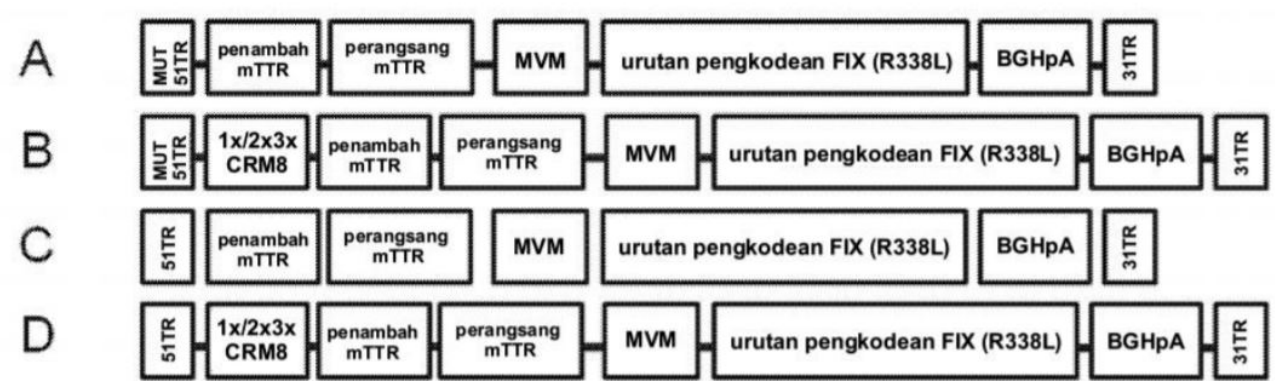 A
MUT
51TR
penambah
mTTR
perangsang
mTTR
MVM
urutan pengkodean FIX (R338L)
BGHpA
31TR
B
MUT
51TR
1x/2x3x
CRM8
penambah
mTTR
perangsang
mTTR
MVM
urutan pengkodean FIX (R338L)
BGHpA
31TR
C
51TR
penambah
mTTR
perangsang
mTTR
MVM
urutan pengkodean FIX (R338L)
BGHpA
31TR
D
51TR
1x/2x3x
CRM8
penambah
mTTR
perangsang
mTTR
MVM
urutan pengkodean FIX (R338L)
BGHpA
31TR